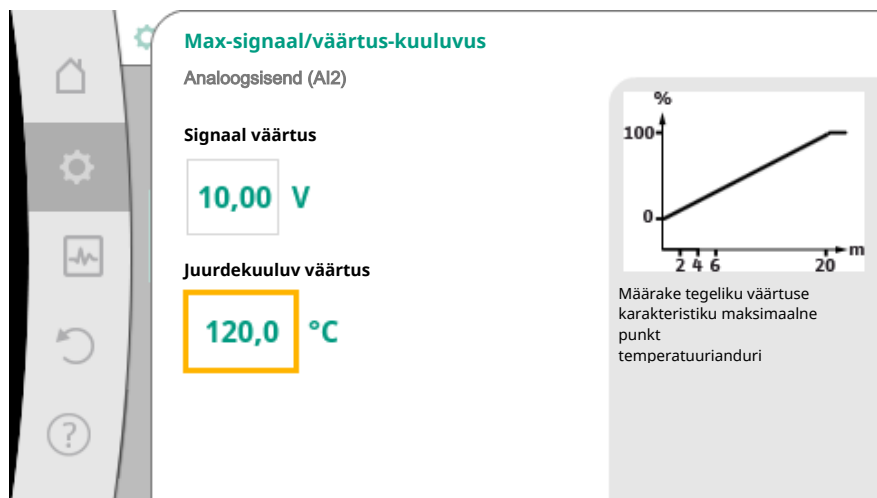 Max-signaal/väärtus-kuuluvus
Analoogsisend (AI2)
Signaal väärtus
10,00 V
Juurdekuuluv väärtus
120,0 °C
%
100
0
2 4 6 20
m
Määrake tegeliku väärtuse
karakteristiku maksimaalne
punkt
temperatuurianduri
?